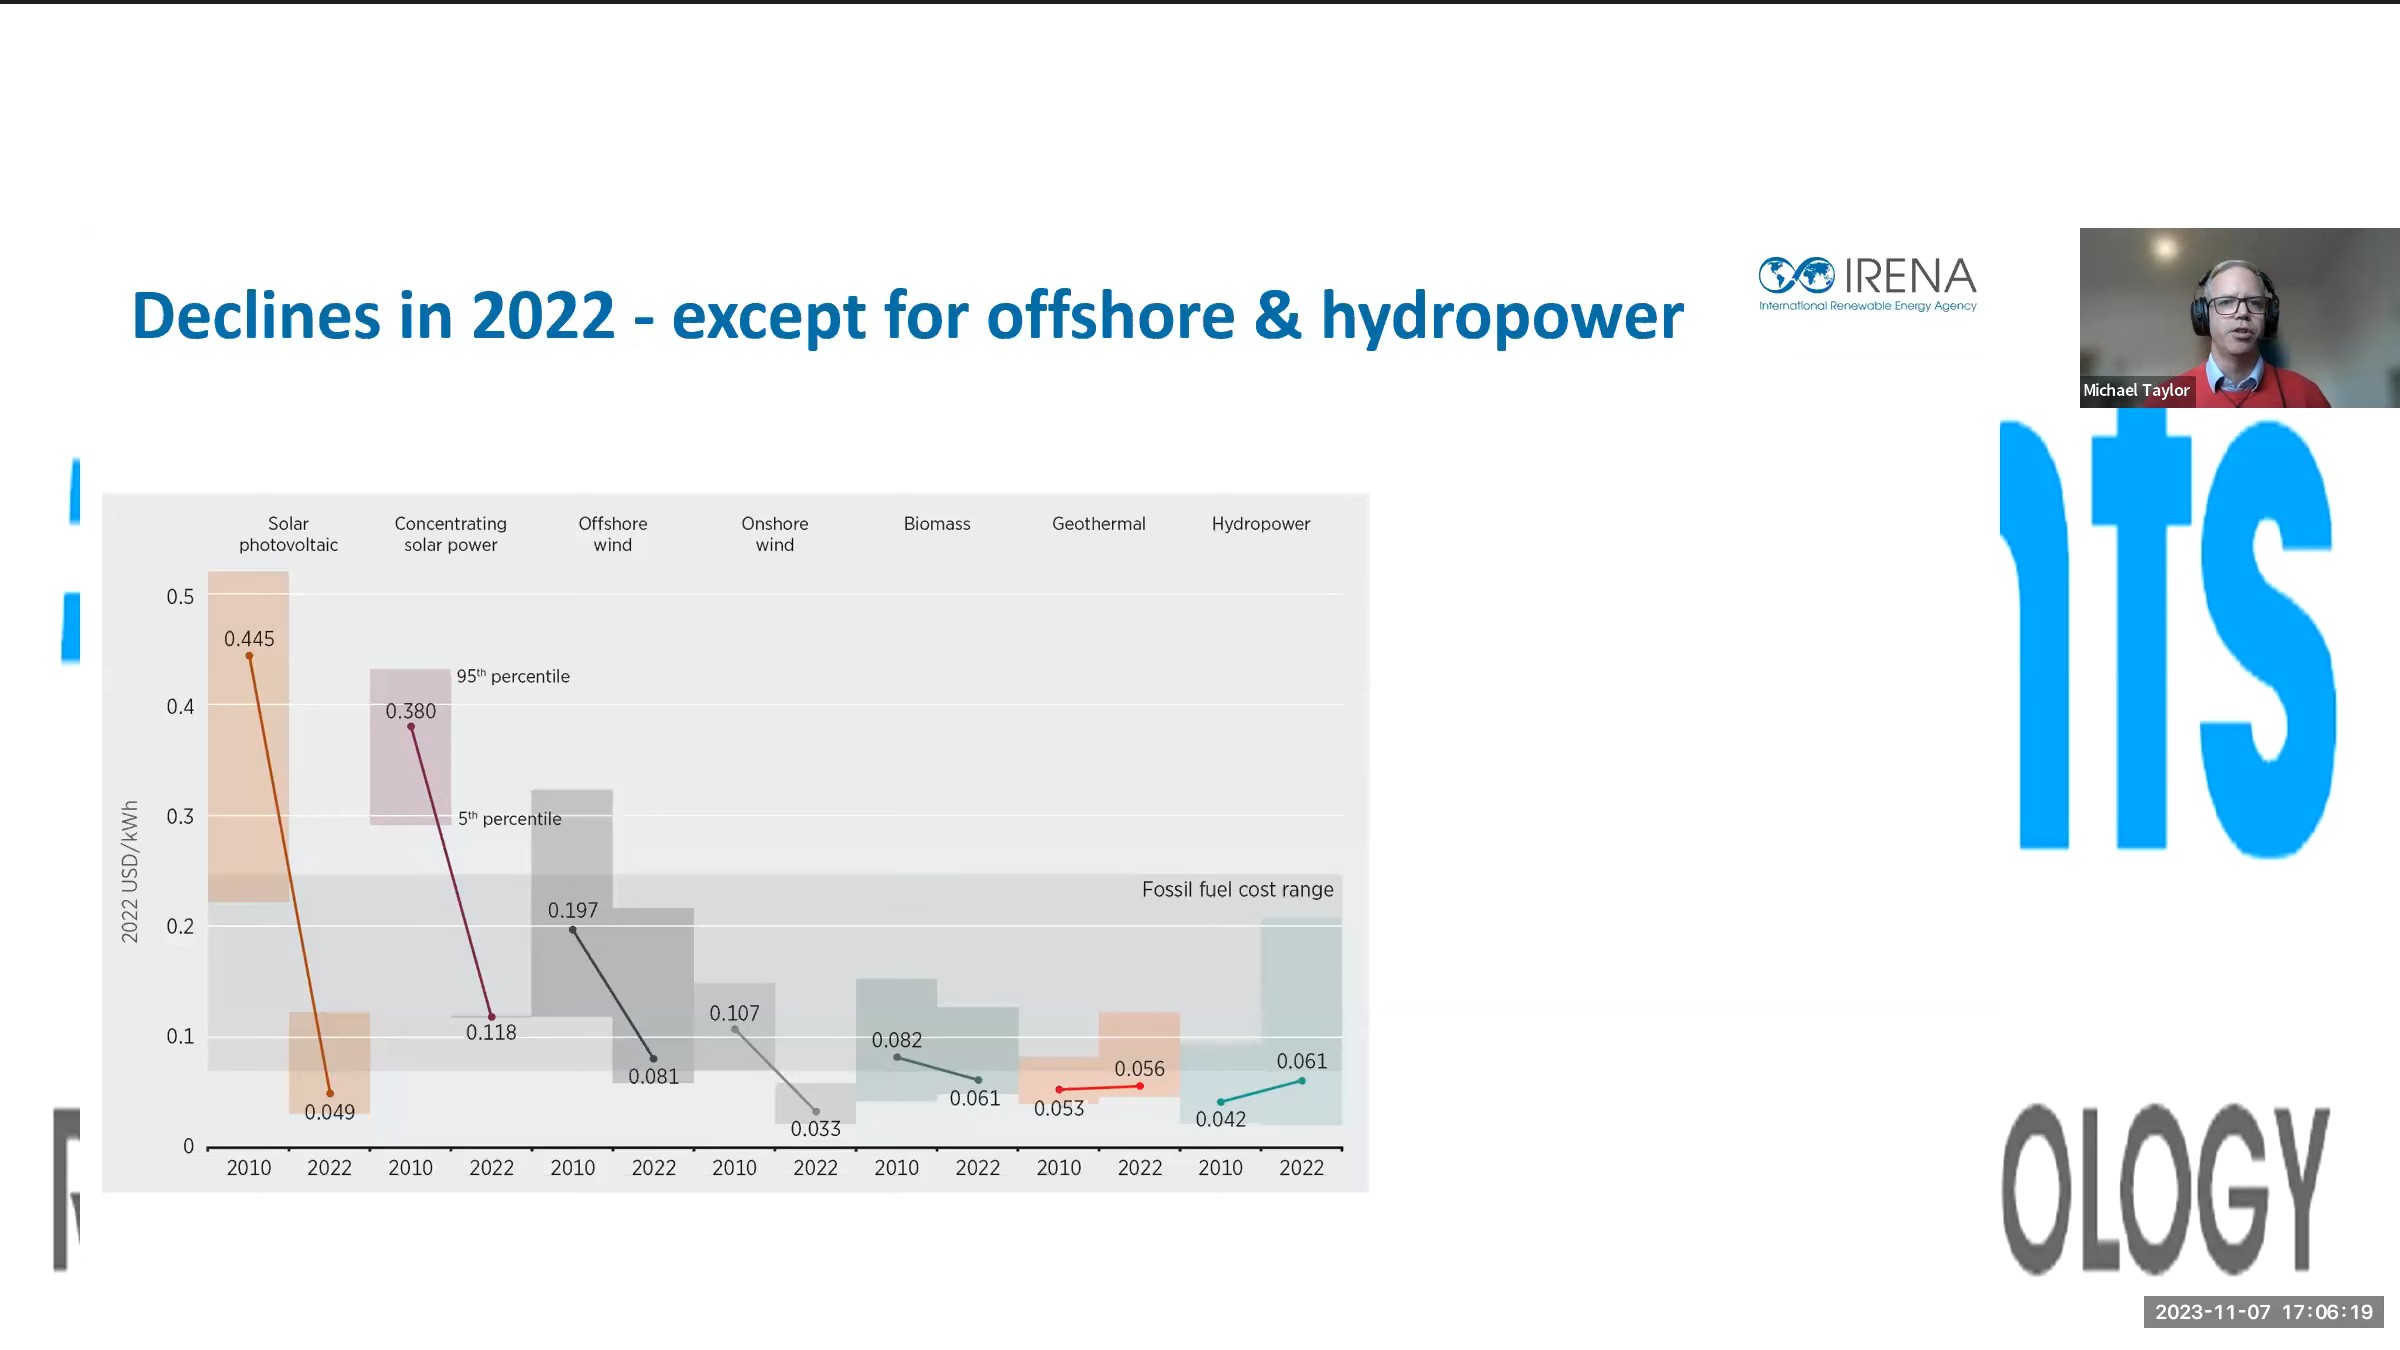 Declines in 2022 - except for offshore & hydropower
IRENA
International Renewable Energy Agency
Michael Taylor
nts
Solar photovoltaic
Concentrating solar power
Offshore wind
Onshore wind
Biomass
Geothermal
Hydropower
2022 USD/kWh
0.5
0.4
0.3
0.2
0.1
0
0.445
0.049
0.380
0.118
95th percentile
5th percentile
0.197
0.081
0.107
0.033
0.082
0.061
0.053
0.056
0.042
0.061
Fossil fuel cost range
2010 2022 2010 2022 2010 2022 2010 2022 2010 2022 2010 2022 2010 2022
OLOGY
2023-11-07 17:06:19